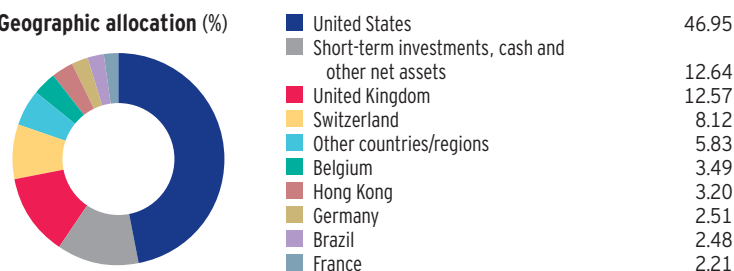 Geographic allocation (%)
United States 46.95
Short-term investments, cash and
other net assets 12.64
United Kingdom 12.57
Switzerland 8.12
Other countries/regions 5.83
Belgium 3.49
Hong Kong 3.20
Germany 2.51
Brazil 2.48
France 2.21